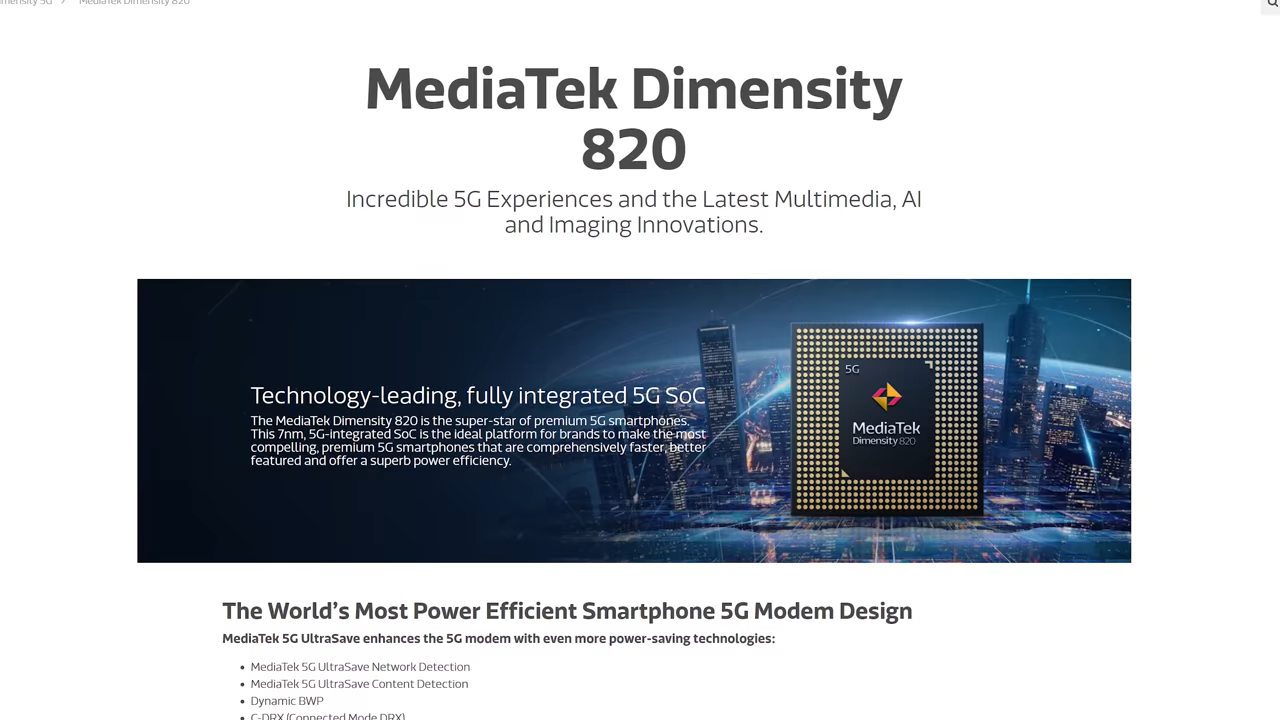 mensity 5G > MediaTek Dimensity 820
MediaTek Dimensity
820
Incredible 5G Experiences and the Latest Multimedia, AI
and Imaging Innovations.
Technology-leading, fully integrated 5G SoC
The MediaTek Dimensity 820 is the super-star of premium 5G smartphones.
This 7nm, 5G-integrated SoC is the ideal platform for brands to make the most
compelling, premium 5G smartphones that are comprehensively faster, better
featured and offer a superb power efficiency.
5G
MediaTek
Dimensity 820
The World's Most Power Efficient Smartphone 5G Modem Design
MediaTek 5G UltraSave enhances the 5G modem with even more power-saving technologies:
• MediaTek 5G UltraSave Network Detection
• MediaTek 5G UltraSave Content Detection
• Dynamic BWP
• C-DRX (Connected Mode DRX)